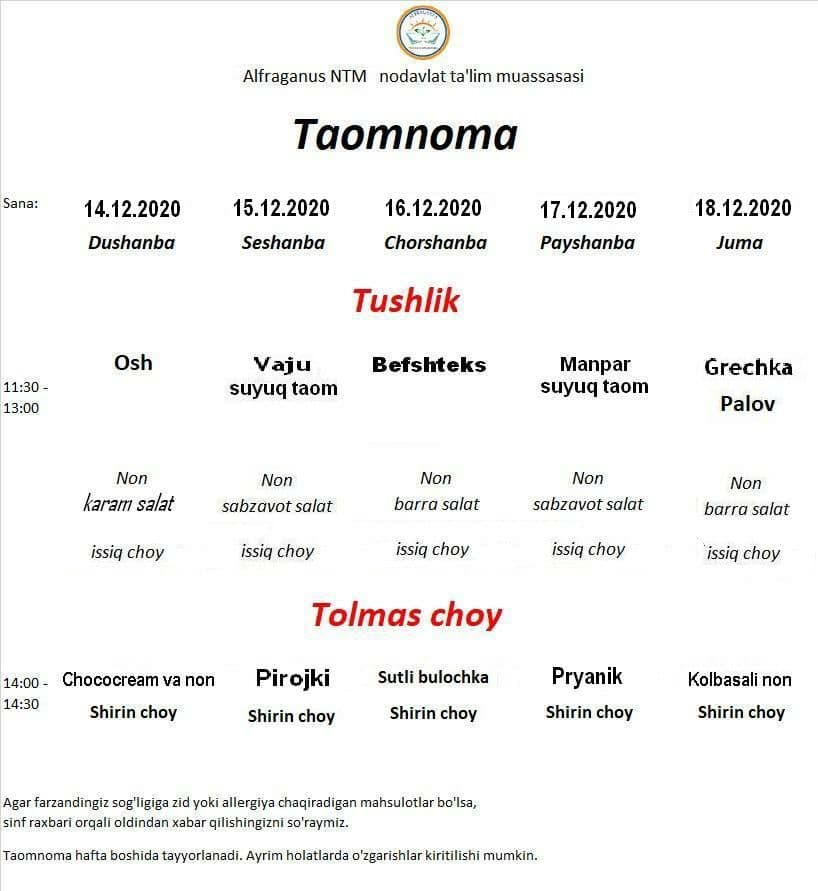 Alfraganus NTM nodavlat ta'lim muassasasi
Taomnoma
Sana: 14.12.2020 15.12.2020 16.12.2020 17.12.2020 18.12.2020
Dushanba Seshanba Chorshanba Payshanba Juma
Tushlik
11:30 - 13:00
Osh Vaju Befshteks Manpar Grechka
suyuq taom suyuq taom Palov
Non Non Non Non Non
karam salat sabzavot salat barra salat sabzavot salat barra salat
issiq choy issiq choy issiq choy issiq choy issiq choy
Tolmas choy
14:00 - 14:30
Chococream va non Pirojki Sutli bulochka Pryanik Kolbasali non
Shirin choy Shirin choy Shirin choy Shirin choy Shirin choy
Agar farzandingiz sog'ligiga zid yoki allergiya chaqiradigan mahsulotlar bo'lsa,
sinf raxbari orqali oldindan xabar qilishingizni so'raymiz.
Taomnoma hafta boshida tayyorlanadi. Ayrim holatlarda o'zgarishlar kiritilishi mumkin.